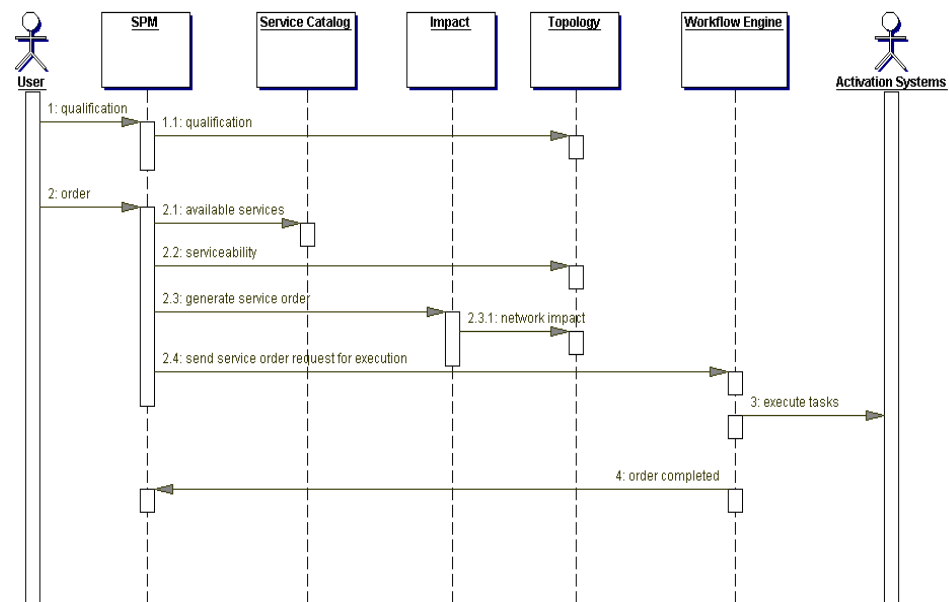 SPM
Service Catalog
Impact
Topology
Workflow Engine
User
Activation Systems
1: qualification
1.1: qualification
2: order
2.1: available services
2.2: serviceability
2.3: generate service order
2.3.1: network impact
2.4: send service order request for execution
3: execute tasks
4: order completed